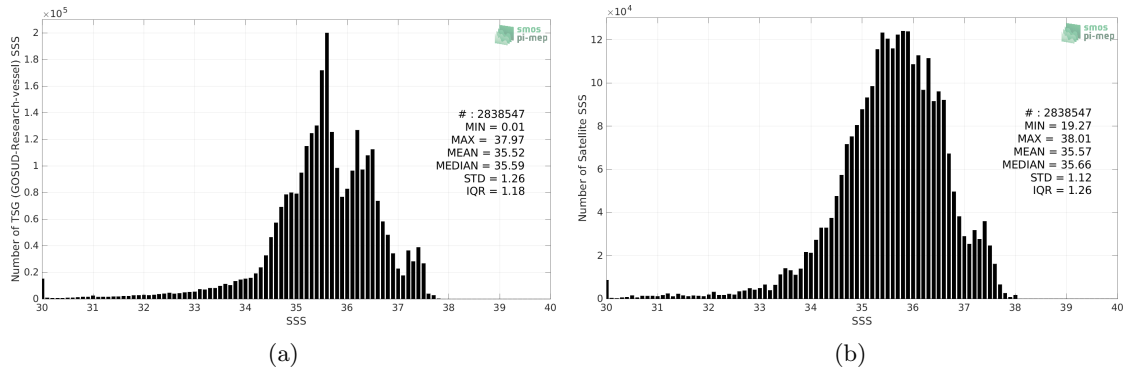 ×10⁵
2
1.8
1.6
1.4
1.2
1
0.8
0.6
0.4
0.2
0
Number of TSG (GOSUD-Research-vessel) SSS
smos
pi-mep
# : 2838547
MIN = 0.01
MAX = 37.97
MEAN = 35.52
MEDIAN = 35.59
STD = 1.26
IQR = 1.18
30 31 32 33 34 35 36 37 38 39 40
SSS
(a)
×10⁴
12
10
8
6
4
2
0
Number of Satellite SSS
smos
pi-mep
# : 2838547
MIN = 19.27
MAX = 38.01
MEAN = 35.57
MEDIAN = 35.66
STD = 1.12
IQR = 1.26
30 31 32 33 34 35 36 37 38 39 40
SSS
(b)